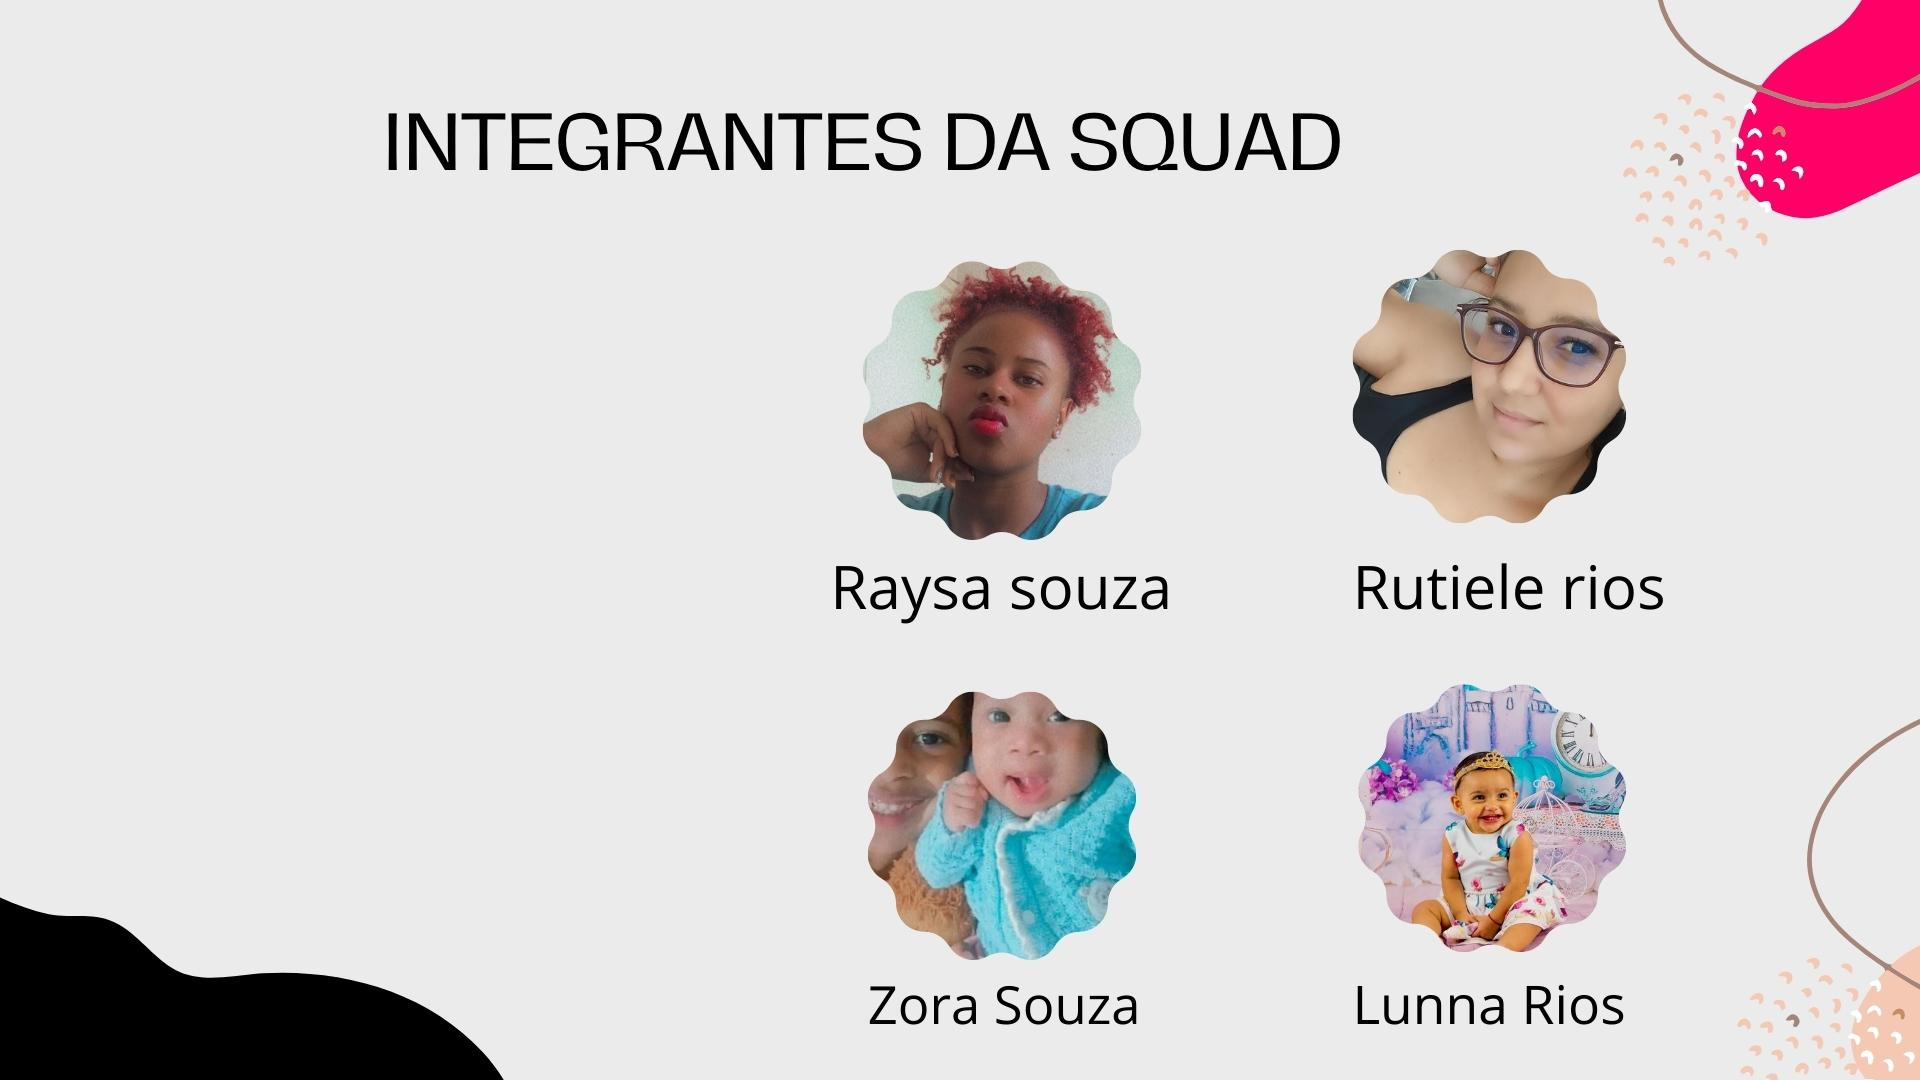 INTEGRANTES DA SQUAD
Raysa souza
Rutiele rios
Zora Souza
Lunna Rios